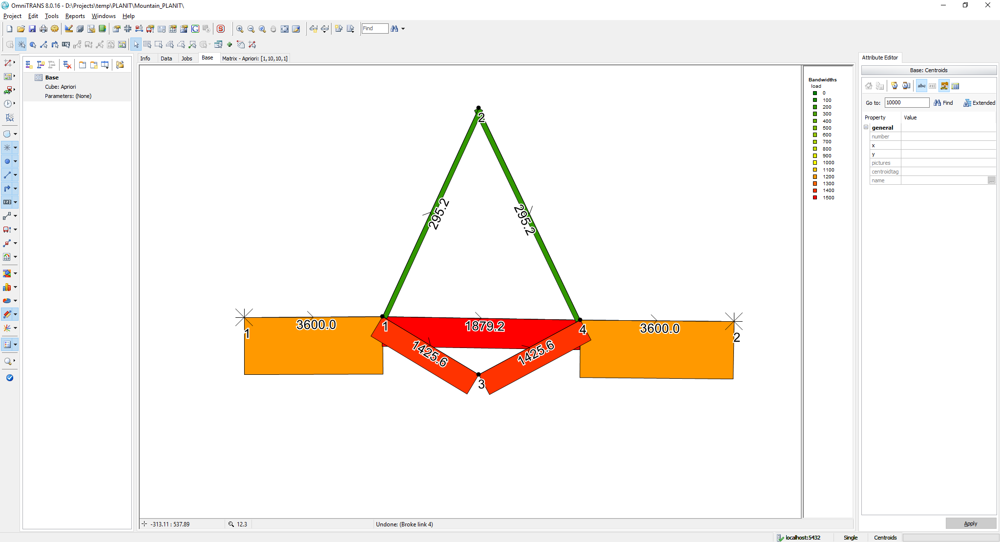 OmniTRANS 8.0.16 - D:\Projects\temp\PLANIT\Mountain_PLANIT\
Project Edit Tools Reports Windows Help
Find
Info Data Jobs Base Matrix - Apriori: [1,10,10,1]
Base
Cube: Apriori
Parameters: (None)
2
295.2
295.2
3600.0
1
1879.2
4
3600.0
1
2
1425.6
1425.6
3
Bandwidths
load
0
100
200
300
400
500
600
700
800
900
1000
1100
1200
1300
1400
1500
Attribute Editor
Base: Centroids
abc
Go to: 10000 Find Extended
Property Value
general
number
x
y
pictures
centroidtag
name
...
Apply
-313.11 : 537.89 12.3 Undone: (Broke link 4)
localhost:5432 Single Centroids